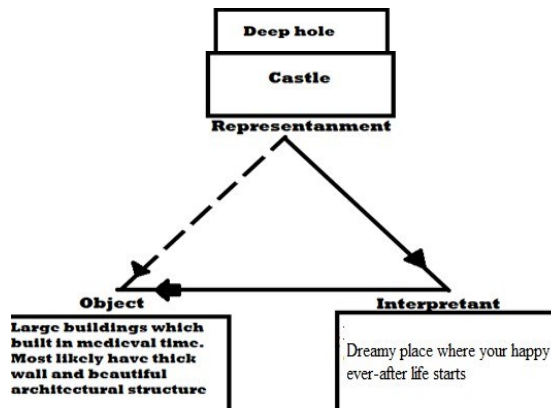 Deep hole
Castle
Representanment
Object
Interpretant
Large buildings which
built in medieval time.
Most likely have thick
wall and beautiful
architectural structure
Dreamy place where your happy
ever-after life starts